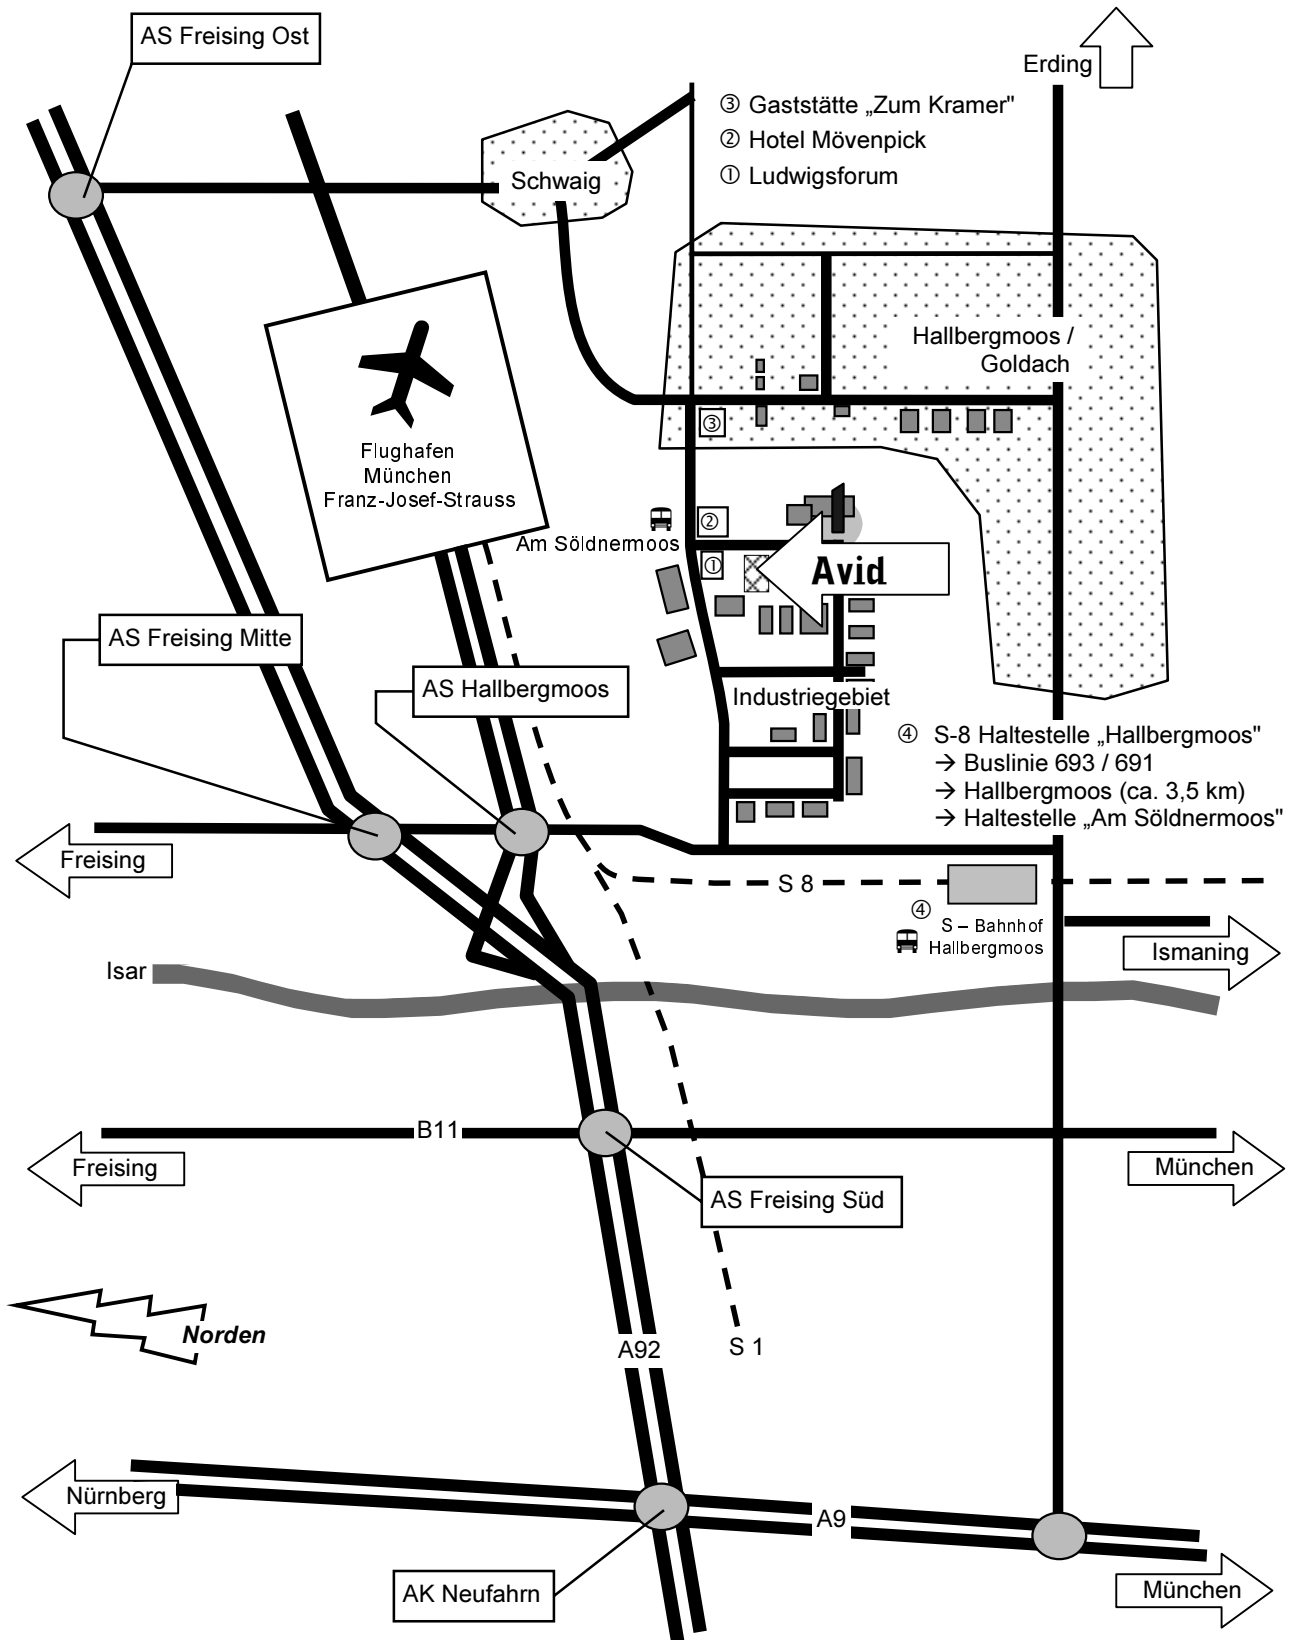 AS Freising Ost
Erding
③ Gaststätte „Zum Kramer"
② Hotel Mövenpick
① Ludwigsforum
Schwaig
Hallbergmoos /
Goldach
③
Flughafen
München
Franz-Josef-Strauss
②
Am Söldnermoos
①
Avid
AS Freising Mitte
AS Hallbergmoos
Industriegebiet
④ S-8 Haltestelle „Hallbergmoos"
→ Buslinie 693 / 691
→ Hallbergmoos (ca. 3,5 km)
→ Haltestelle „Am Söldnermoos"
Freising
S 8
④
S – Bahnhof
Hallbergmoos
Ismaning
Isar
B11
Freising
München
AS Freising Süd
Norden
A92
S 1
Nürnberg
A9
AK Neufahrn
München